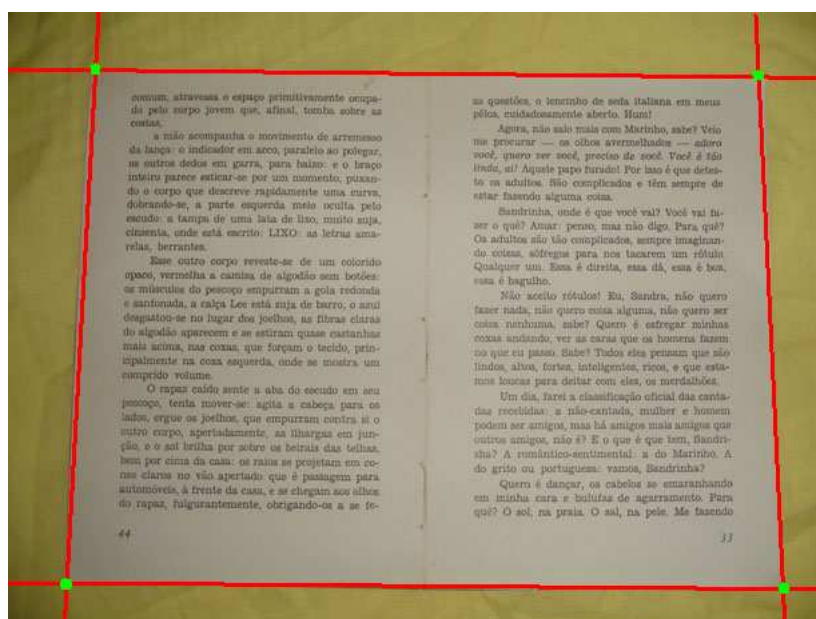 comum, atravessa o espaço primitivamente ocupa-
do pelo corpo jovem que, afinal, tomba sobre as
costas,
a mão acompanha o movimento de arremesso
da lança: o indicador em arco, paralelo ao polegar,
os outros dedos em garra, para baixo: e o braço
inteiro parece esticar-se por um momento, puxan-
do o corpo que descreve rapidamente uma curva,
dobrando-se, a parte esquerda meio oculta pelo
escudo: a tampa de uma lata de lixo, muito suja,
cinzenta, onde está escrito: LIXO: as letras ama-
relas, berrantes.
Esse outro corpo reveste-se de um colorido
opaco, vermelha a camisa de algodão sem botões:
os músculos do pescoço empurram a gola redonda
e sanfonada, a calça Lee está suja de barro, o azul
desgastou-se no lugar dos joelhos, as fibras claras
do algodão aparecem e se estiram quase castanhas
mais acima, nas coxas, que forçam o tecido, prin-
cipalmente na coxa esquerda, onde se mostra um
comprido volume.
O rapaz caído sente a aba do escudo em seu
pescoço, tenta mover-se: agita a cabeça para os
lados, ergue os joelhos, que empurram contra si o
outro corpo, apertadamente, as ilhargas em jun-
ção, e o sol brilha por sobre os beirais das telhas,
bem por cima da casa: os raios se projetam em co-
nos claros no vão apertado que é passagem para
automóveis, à frente da casa, e se chegam aos olhos
do rapaz, fulgurantemente, obrigando-os a se fe-
44
as questões, o lencinho de seda italiana em meus
pêlos, cuidadosamente aberto. Hum!
Agora, não saio mais com Marinho, sabe? Veio
me procurar — os olhos avermelhados — adoro
você, quero ver você, preciso de você. Você é tão
linda, ai! Aquele papo furado! Por isso é que detes-
to os adultos. São complicados e têm sempre de
estar fazendo alguma coisa.
Sandrinha, onde é que você vai? Você vai fa-
zer o quê? Amar: penso, mas não digo. Para quê?
Os adultos são tão complicados, sempre imaginan-
do coisas, sôfregos para nos tacarem um rótulo.
Qualquer um. Essa é direita, essa dá, essa é boa,
essa é bagulho.
Não aceito rótulos! Eu, Sandra, não quero
fazer nada, não quero coisa alguma, não quero ser
coisa nenhuma, sabe? Quero é esfregar minhas
coxas andando, ver as caras que os homens fazem
no que eu passo. Sabe? Todos eles pensam que são
lindos, altos, fortes, inteligentes, ricos, e que esta-
mos loucas para deitar com eles, os merdalhões.
Um dia, farei a classificação oficial das canta-
das recebidas: a não-cantada, mulher e homem
podem ser amigos, mas há amigos mais amigos que
outros amigos, não é? E o que é que tem, Sandri-
nha? A romântico-sentimental: a do Marinho. A
do grito ou portuguesa: vamos, Sandrinha?
Quero é dançar, os cabelos se emaranhando
em minha cara e bolufas de agarramento. Para
quê? O sol, na praia. O sal, na pele. Me fazendo
33